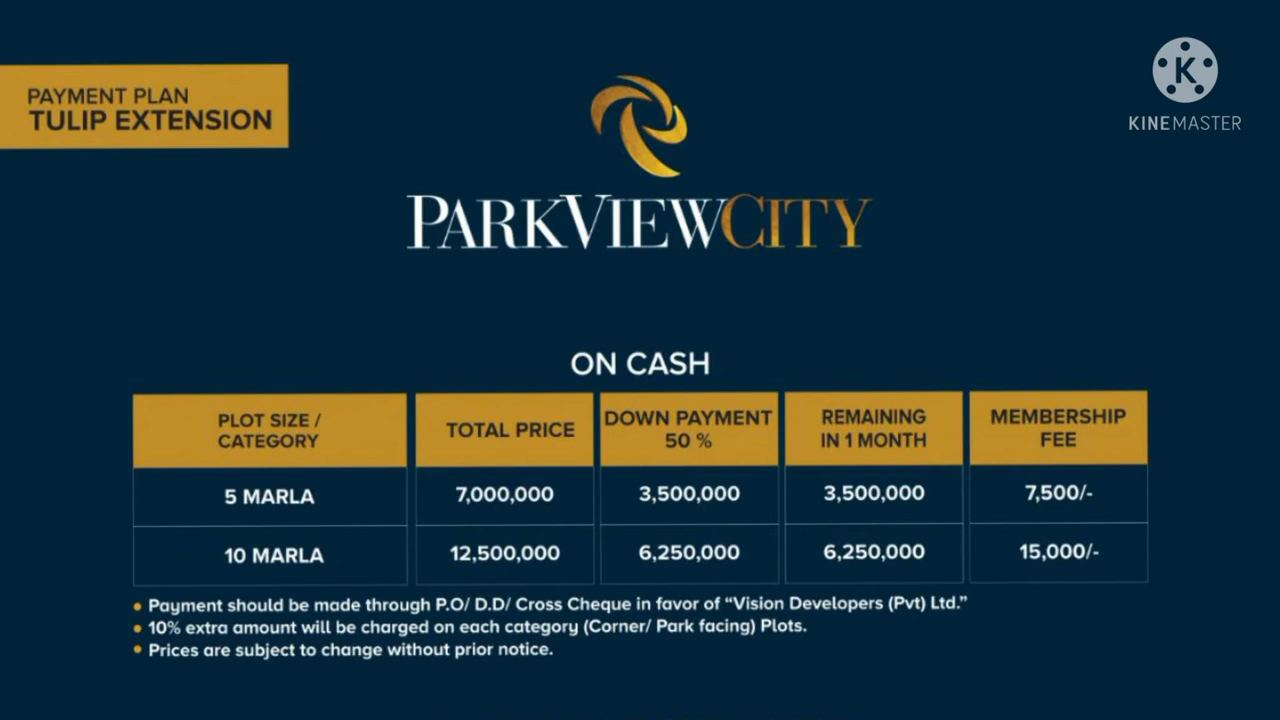 PAYMENT PLAN
TULIP EXTENSION
K
KINEMASTER
PARKVIEWCITY
ON CASH
PLOT SIZE / CATEGORY
TOTAL PRICE
DOWN PAYMENT 50 %
REMAINING IN 1 MONTH
MEMBERSHIP FEE
5 MARLA 7,000,000 3,500,000 3,500,000 7,500/-
10 MARLA 12,500,000 6,250,000 6,250,000 15,000/-
• Payment should be made through P.O/ D.D/ Cross Cheque in favor of “Vision Developers (Pvt) Ltd.”
• 10% extra amount will be charged on each category (Corner/ Park facing) Plots.
• Prices are subject to change without prior notice.